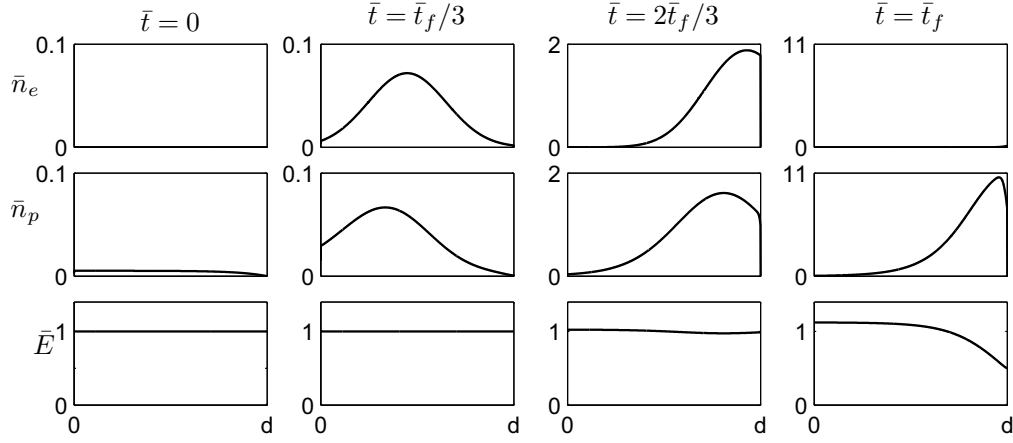 t̄ = 0 t̄ = t̄_f/3 t̄ = 2t̄_f/3 t̄ = t̄_f
0.1 0.1 2 11
n̄_e
0 0 0 0
0.1 0.1 2 11
n̄_p
0 0 0 0
Ē 1 1 1 1
0 0 0 0
0 d 0 d 0 d 0 d